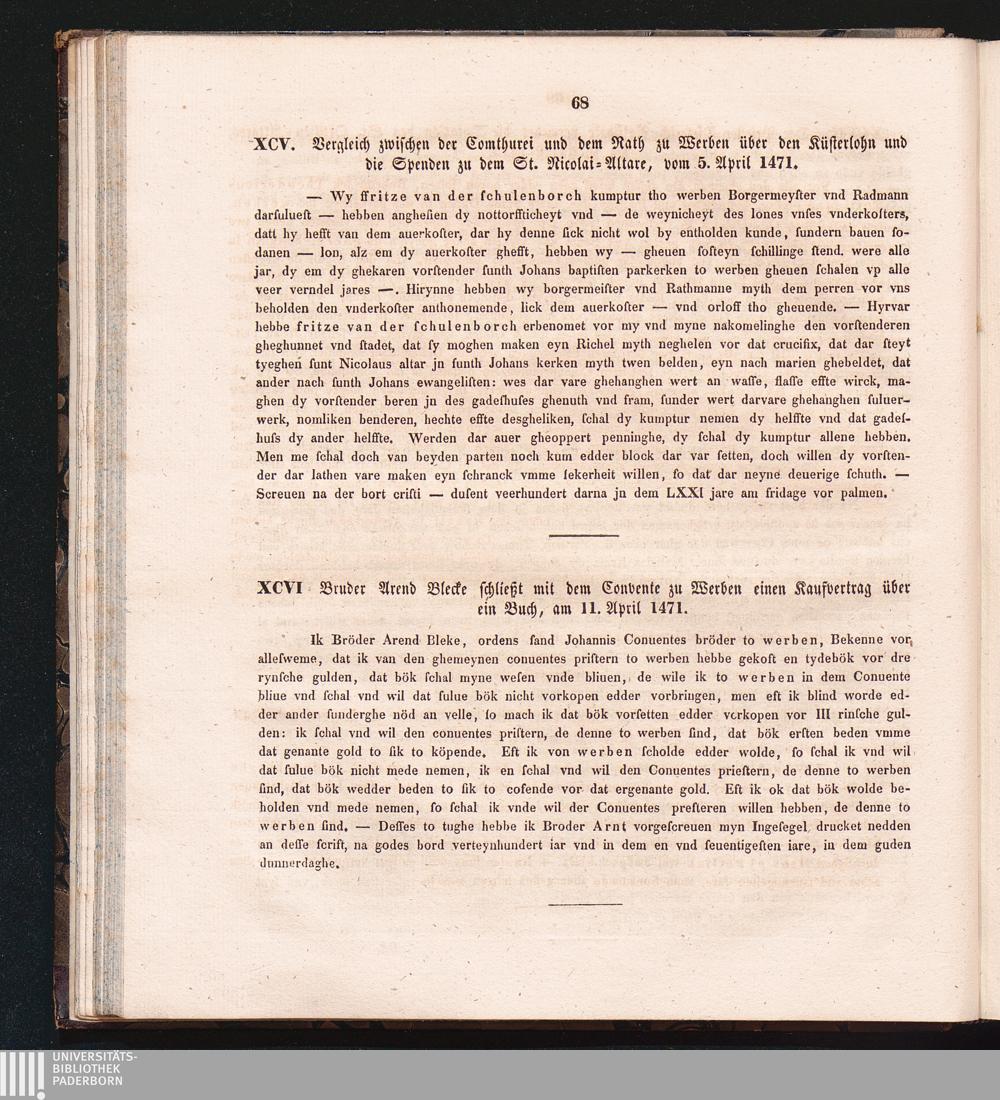 68
XCV. Vergleich zwischen der Comthurei und dem Rath zu Werben über den Küsterlohn und
die Spenden zu dem St. Nicolai-Altare, vom 5. April 1471.
— Wy ffritze van der ſchulenborch kumptur tho werben Borgermeyſter vnd Radmann
darſulueſt — hebben angheſien dy nottorffticheyt vnd — de weynicheyt des lones vnſes vnderkoſters,
datt hy hefft van dem auerkoſter, dar hy denne ſick nicht wol by entholden kunde, ſundern bauen ſo-
danen — lon, alz em dy auerkoſter ghefft, hebben wy — gheuen ſoſteyn ſchillinge ſtend. were alle
jar, dy em dy ghekaren vorſtender ſunth Johans baptiſten parkerken to werben gheuen ſchalen vp alle
veer verndel jares —. Hirynne hebben wy borgermeiſter vnd Rathmanne myth dem perren vor vns
beholden den vnderkoſter anthonemende, lick dem auerkoſter — vnd orloff tho gheuende. — Hyrvar
hebbe fritze van der ſchulenborch erbenomet vor my vnd myne nakomelinghe den vorſtenderen
gheghunnet vnd ſtadet, dat ſy moghen maken eyn Richel myth neghelen vor dat crucifix, dat dar ſteyt
tyeghen ſunt Nicolaus altar jn ſunth Johans kerken myth twen belden, eyn nach marien ghebeldet, dat
ander nach ſunth Johans ewangeliſten: wes dar vare ghehanghen wert an waſſe, flaſſe effte wirck, ma-
ghen dy vorſtender beren jn des gadeſhuſes ghenuth vnd fram, ſunder wert darvare ghehanghen ſuluer-
werk, nomliken benderen, hechte effte desgheliken, ſchal dy kumptur nemen dy helffte vnd dat gadeſ-
huſs dy ander helffte. Werden dar auer gheoppert penninghe, dy ſchal dy kumptur allene hebben.
Men me ſchal doch van beyden parten noch kum edder block dar var ſetten, doch willen dy vorſten-
der dar lathen vare maken eyn ſchranck vmme ſekerheit willen, ſo dat dar neyne deuerige ſchuth. —
Screuen na der bort criſti — duſent veerhundert darna jn dem LXXI jare am fridage vor palmen.
XCVI Bruder Arend Blecke schließt mit dem Convente zu Werben einen Kaufvertrag über
ein Buch, am 11. April 1471.
Ik Bröder Arend Bleke, ordens ſand Johannis Conuentes bröder to werben, Bekenne vor
alleſweme, dat ik van den ghemeynen conuentes priſtern to werben hebbe gekoſt en tydebök vor dre
rynſche gulden, dat bök ſchal myne weſen vnde bliuen, de wile ik to werben in dem Conuente
bliue vnd ſchal vnd wil dat ſulue bök nicht vorkopen edder vorbringen, men eſt ik blind worde ed-
der ander ſunderghe nöd an velle, ſo mach ik dat bök vorſetten edder verkopen vor III rinſche gul-
den: ik ſchal vnd wil den conuentes priſtern, de denne to werben ſind, dat bök erſten beden vmme
dat genante gold to ſik to köpende. Eſt ik von werben ſcholde edder wolde, ſo ſchal ik vnd wil
dat ſulue bök nicht mede nemen, ik en ſchal vnd wil den Conuentes prieſtern, de denne to werben
ſind, dat bök wedder beden to ſik to coſende vor dat ergenante gold. Eſt ik ok dat bök wolde be-
holden vnd mede nemen, ſo ſchal ik vnde wil der Conuentes preſteren willen hebben, de denne to
werben ſind. — Deſſes to tughe hebbe ik Broder Arnt vorgeſcreuen myn Ingeſegel drucket nedden
an deſſe ſcriſt, na godes bord verteynhundert iar vnd in dem en vnd ſeuentigeſten iare, in dem guden
dunnerdaghe.
UNIVERSITÄTS-
BIBLIOTHEK
PADERBORN